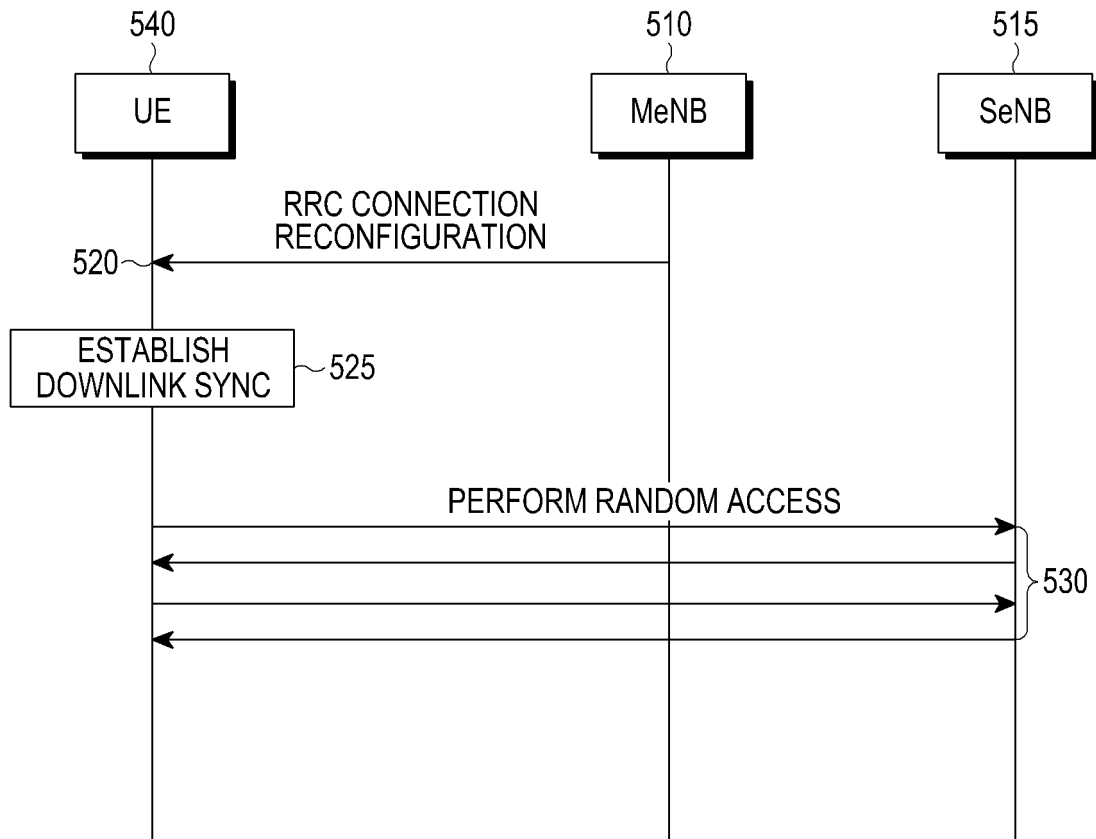 540
510
515
UE
MeNB
SeNB
RRC CONNECTION
RECONFIGURATION
520
ESTABLISH
DOWNLINK SYNC
525
PERFORM RANDOM ACCESS
530